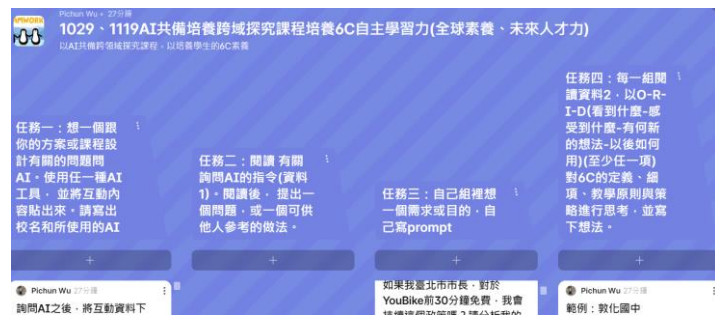 Pichun Wu • 27分鐘
1029、1119AI共備培養跨域探究課程培養6C自主學習力(全球素養、未來人才力)
以AI共備跨領域探究課程，以培養學生的6C素養
任務一：想一個跟
你的方案或課程設
計有關的問題問
AI。使用任一種AI
工具， 並將互動內
容貼出來。請寫出
校名和所使用的AI
任務二：閱讀 有關
詢問AI的指令(資料
1)。閱讀後， 提出一
個問題，或一個可供
他人參考的做法。
任務三：自己組裡想
一個需求或目的，自
己寫prompt
任務四：每一組閱
讀資料2，以O-R-
I-D(看到什麼-感
受到什麼-有何新
的想法-以後如何
用)(至少任一項)
對6C的定義、細
項、教學原則與策
略進行思考，並寫
下想法。
Pichun Wu 27分鐘
詢問AI之後，將互動資料下
如果我臺北市市長，對於
YouBike前30分鐘免費，我會
持續這個政策嗎？請分析我的
Pichun Wu 27分鐘
範例：敦化國中